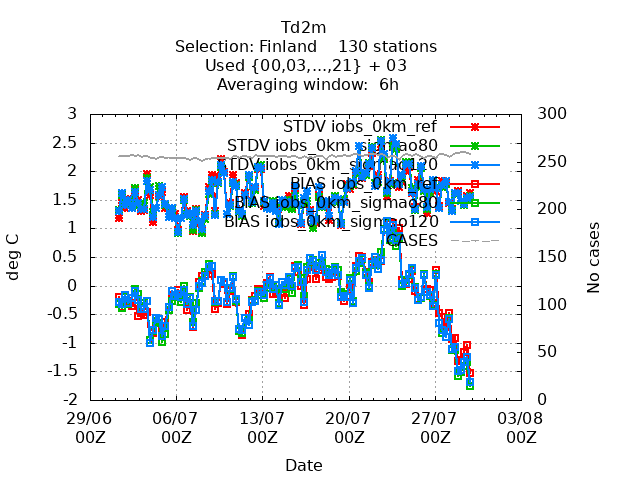 Td2m
Selection: Finland    130 stations
Used {00,03,...,21} + 03
Averaging window:  6h
STDV iobs_0km_ref
STDV iobs_0km_sigmao80
STDV iobs_0km_sigmao120
BIAS iobs_0km_ref
BIAS iobs_0km_sigmao80
BIAS iobs_0km_sigmao120
CASES
3
2.5
2
1.5
1
0.5
0
-0.5
-1
-1.5
-2
deg C
300
250
200
150
100
50
0
No cases
29/06 06/07 13/07 20/07 27/07 03/08
00Z 00Z 00Z 00Z 00Z 00Z
Date